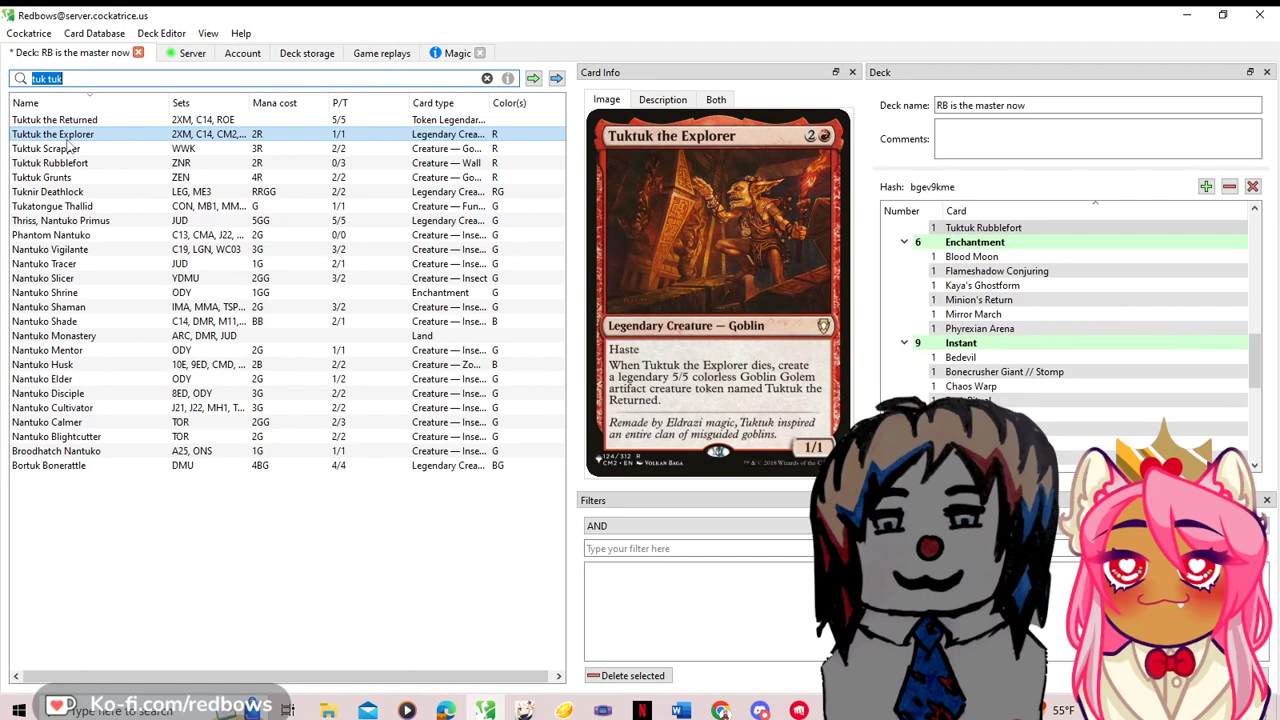 Redbows@server.cockatrice.us
Cockatrice Card Database Deck Editor View Help
* Deck: RB is the master now Server Account Deck storage Game replays Magic
tuk tuk
Name Sets Mana cost P/T Card type Color(s)
Tuktuk the Returned 2XM, C14, ROE 5/5 Token Legendar...
Tuktuk the Explorer 2XM, C14, CM2,... 2R 1/1 Legendary Crea... R
Tuktuk Scrapper WWK 3R 2/2 Creature — Go... R
Tuktuk Rubblefort ZNR 2R 0/3 Creature — Wall R
Tuktuk Grunts ZEN 4R 2/2 Creature — Go... R
Tuknir Deathlock LEG, ME3 RRGG 2/2 Legendary Crea... RG
Tukatongue Thallid CON, MB1, MM... G 1/1 Creature — Fun... G
Thriss, Nantuko Primus JUD 5GG 5/5 Legendary Crea... G
Phantom Nantuko C13, CMA, J22, ... 2G 0/0 Creature — Inse... G
Nantuko Vigilante C19, LGN, WC03 3G 3/2 Creature — Inse... G
Nantuko Tracer JUD 1G 2/1 Creature — Inse... G
Nantuko Slicer YDMU 2GG 3/2 Creature — Insect G
Nantuko Shrine ODY 1GG Enchantment G
Nantuko Shaman IMA, MMA, TSP... 2G 3/2 Creature — Inse... G
Nantuko Shade C14, DMR, M11,... BB 2/1 Creature — Inse... B
Nantuko Monastery ARC, DMR, JUD Land
Nantuko Mentor ODY 2G 1/1 Creature — Inse... G
Nantuko Husk 10E, 9ED, CMD, ... 2B 2/2 Creature — Zo... B
Nantuko Elder ODY 2G 1/2 Creature — Inse... G
Nantuko Disciple 8ED, ODY 3G 2/2 Creature — Inse... G
Nantuko Cultivator J21, J22, MH1, T... 3G 2/2 Creature — Inse... G
Nantuko Calmer TOR 2GG 2/3 Creature — Inse... G
Nantuko Blightcutter TOR 2G 2/2 Creature — Inse... G
Broodhatch Nantuko A25, ONS 1G 1/1 Creature — Inse... G
Bortuk Bonerattle DMU 4BG 4/4 Legendary Crea... BG
Card Info
Image Description Both
Tuktuk the Explorer 2
Legendary Creature — Goblin
Haste
When Tuktuk the Explorer dies, create
a legendary 5/5 colorless Goblin Golem
artifact creature token named Tuktuk the
Returned.
Remade by Eldrazi magic, Tuktuk inspired
an entire clan of misguided goblins.
1/1
124/312 R
CM2 • EN VOLKAN BAGA
™ & © 2018 Wizards
Filters
AND
Type your filter here
Delete selected
Deck
Deck name: RB is the master now
Comments:
Hash: bgev9kme
Number Card
1 Tuktuk Rubblefort
6 Enchantment
1 Blood Moon
1 Flameshadow Conjuring
1 Kaya's Ghostform
1 Minion's Return
1 Mirror March
1 Phyrexian Arena
9 Instant
1 Bedevil
1 Bonecrusher Giant // Stomp
1 Chaos Warp
Ko-fi.com/redbows
Type here to search
55°F